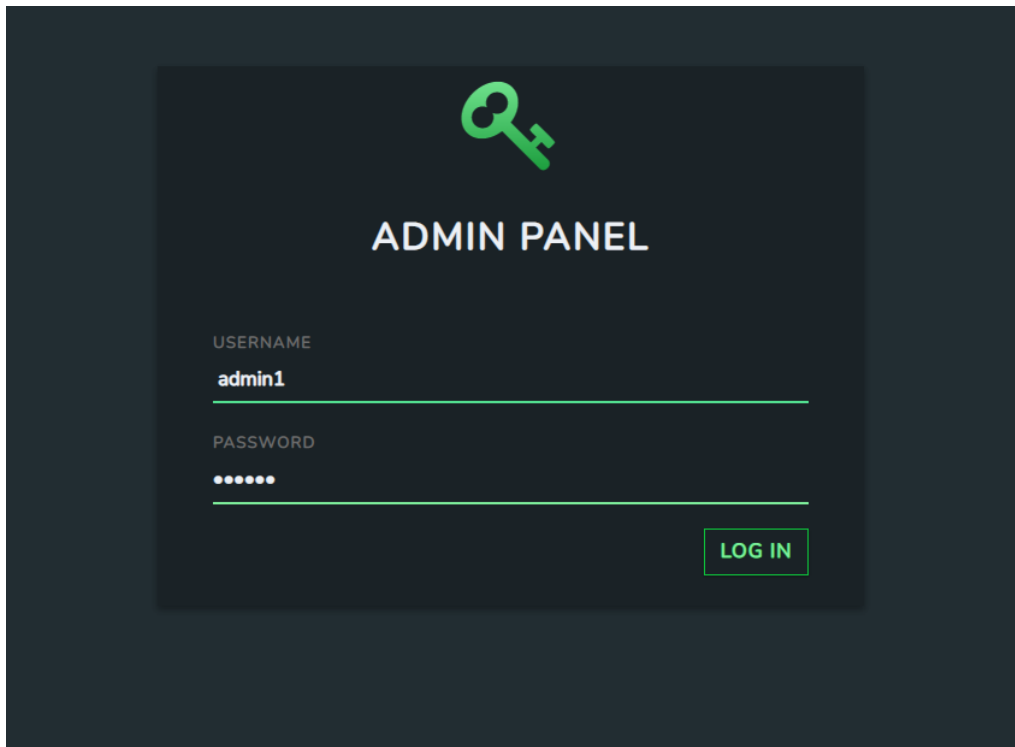 ADMIN PANEL
USERNAME
admin1
PASSWORD
••••••
LOG IN